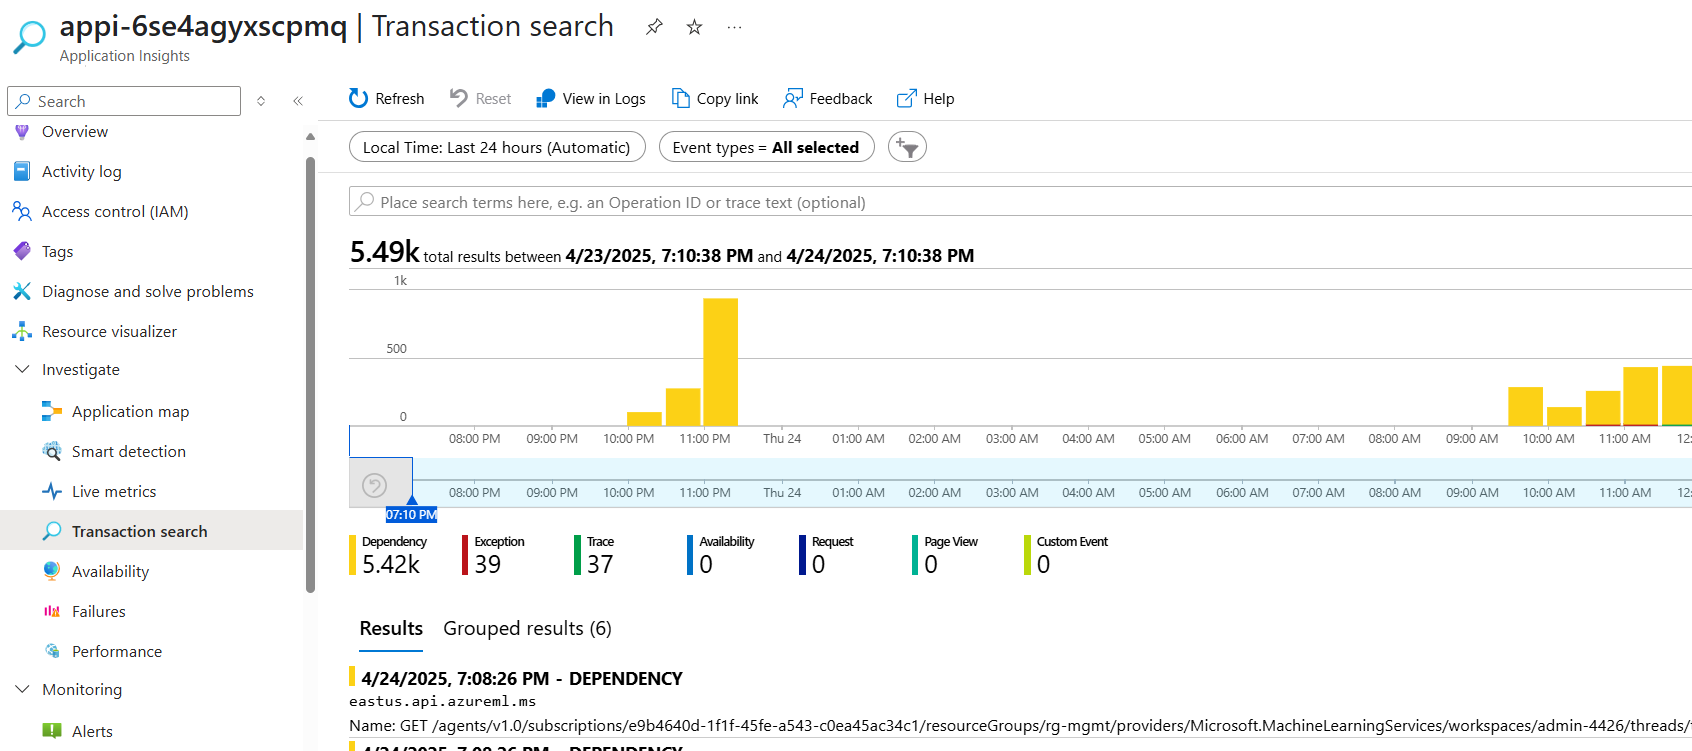 appi-6se4agyxscpmq | Transaction search
Application Insights
Search
Overview
Activity log
Access control (IAM)
Tags
Diagnose and solve problems
Resource visualizer
Investigate
Application map
Smart detection
Live metrics
Transaction search
Availability
Failures
Performance
Monitoring
Alerts
Refresh
Reset
View in Logs
Copy link
Feedback
Help
Local Time: Last 24 hours (Automatic)
Event types = All selected
Place search terms here, e.g. an Operation ID or trace text (optional)
5.49k total results between 4/23/2025, 7:10:38 PM and 4/24/2025, 7:10:38 PM
1k
500
0
08:00 PM 09:00 PM 10:00 PM 11:00 PM Thu 24 01:00 AM 02:00 AM 03:00 AM 04:00 AM 05:00 AM 06:00 AM 07:00 AM 08:00 AM 09:00 AM 10:00 AM 11:00 AM 12:
08:00 PM 09:00 PM 10:00 PM 11:00 PM Thu 24 01:00 AM 02:00 AM 03:00 AM 04:00 AM 05:00 AM 06:00 AM 07:00 AM 08:00 AM 09:00 AM 10:00 AM 11:00 AM 12:
07:10 PM
Dependency Exception Trace Availability Request Page View Custom Event
5.42k 39 37 0 0 0 0
Results Grouped results (6)
4/24/2025, 7:08:26 PM - DEPENDENCY
eastus.api.azureml.ms
Name: GET /agents/v1.0/subscriptions/e9b4640d-1f1f-45fe-a543-c0ea45ac34c1/resourceGroups/rg-mgmt/providers/Microsoft.MachineLearningServices/workspaces/admin-4426/threads/
4/24/2025, 7:08:26 PM - DEPENDENCY